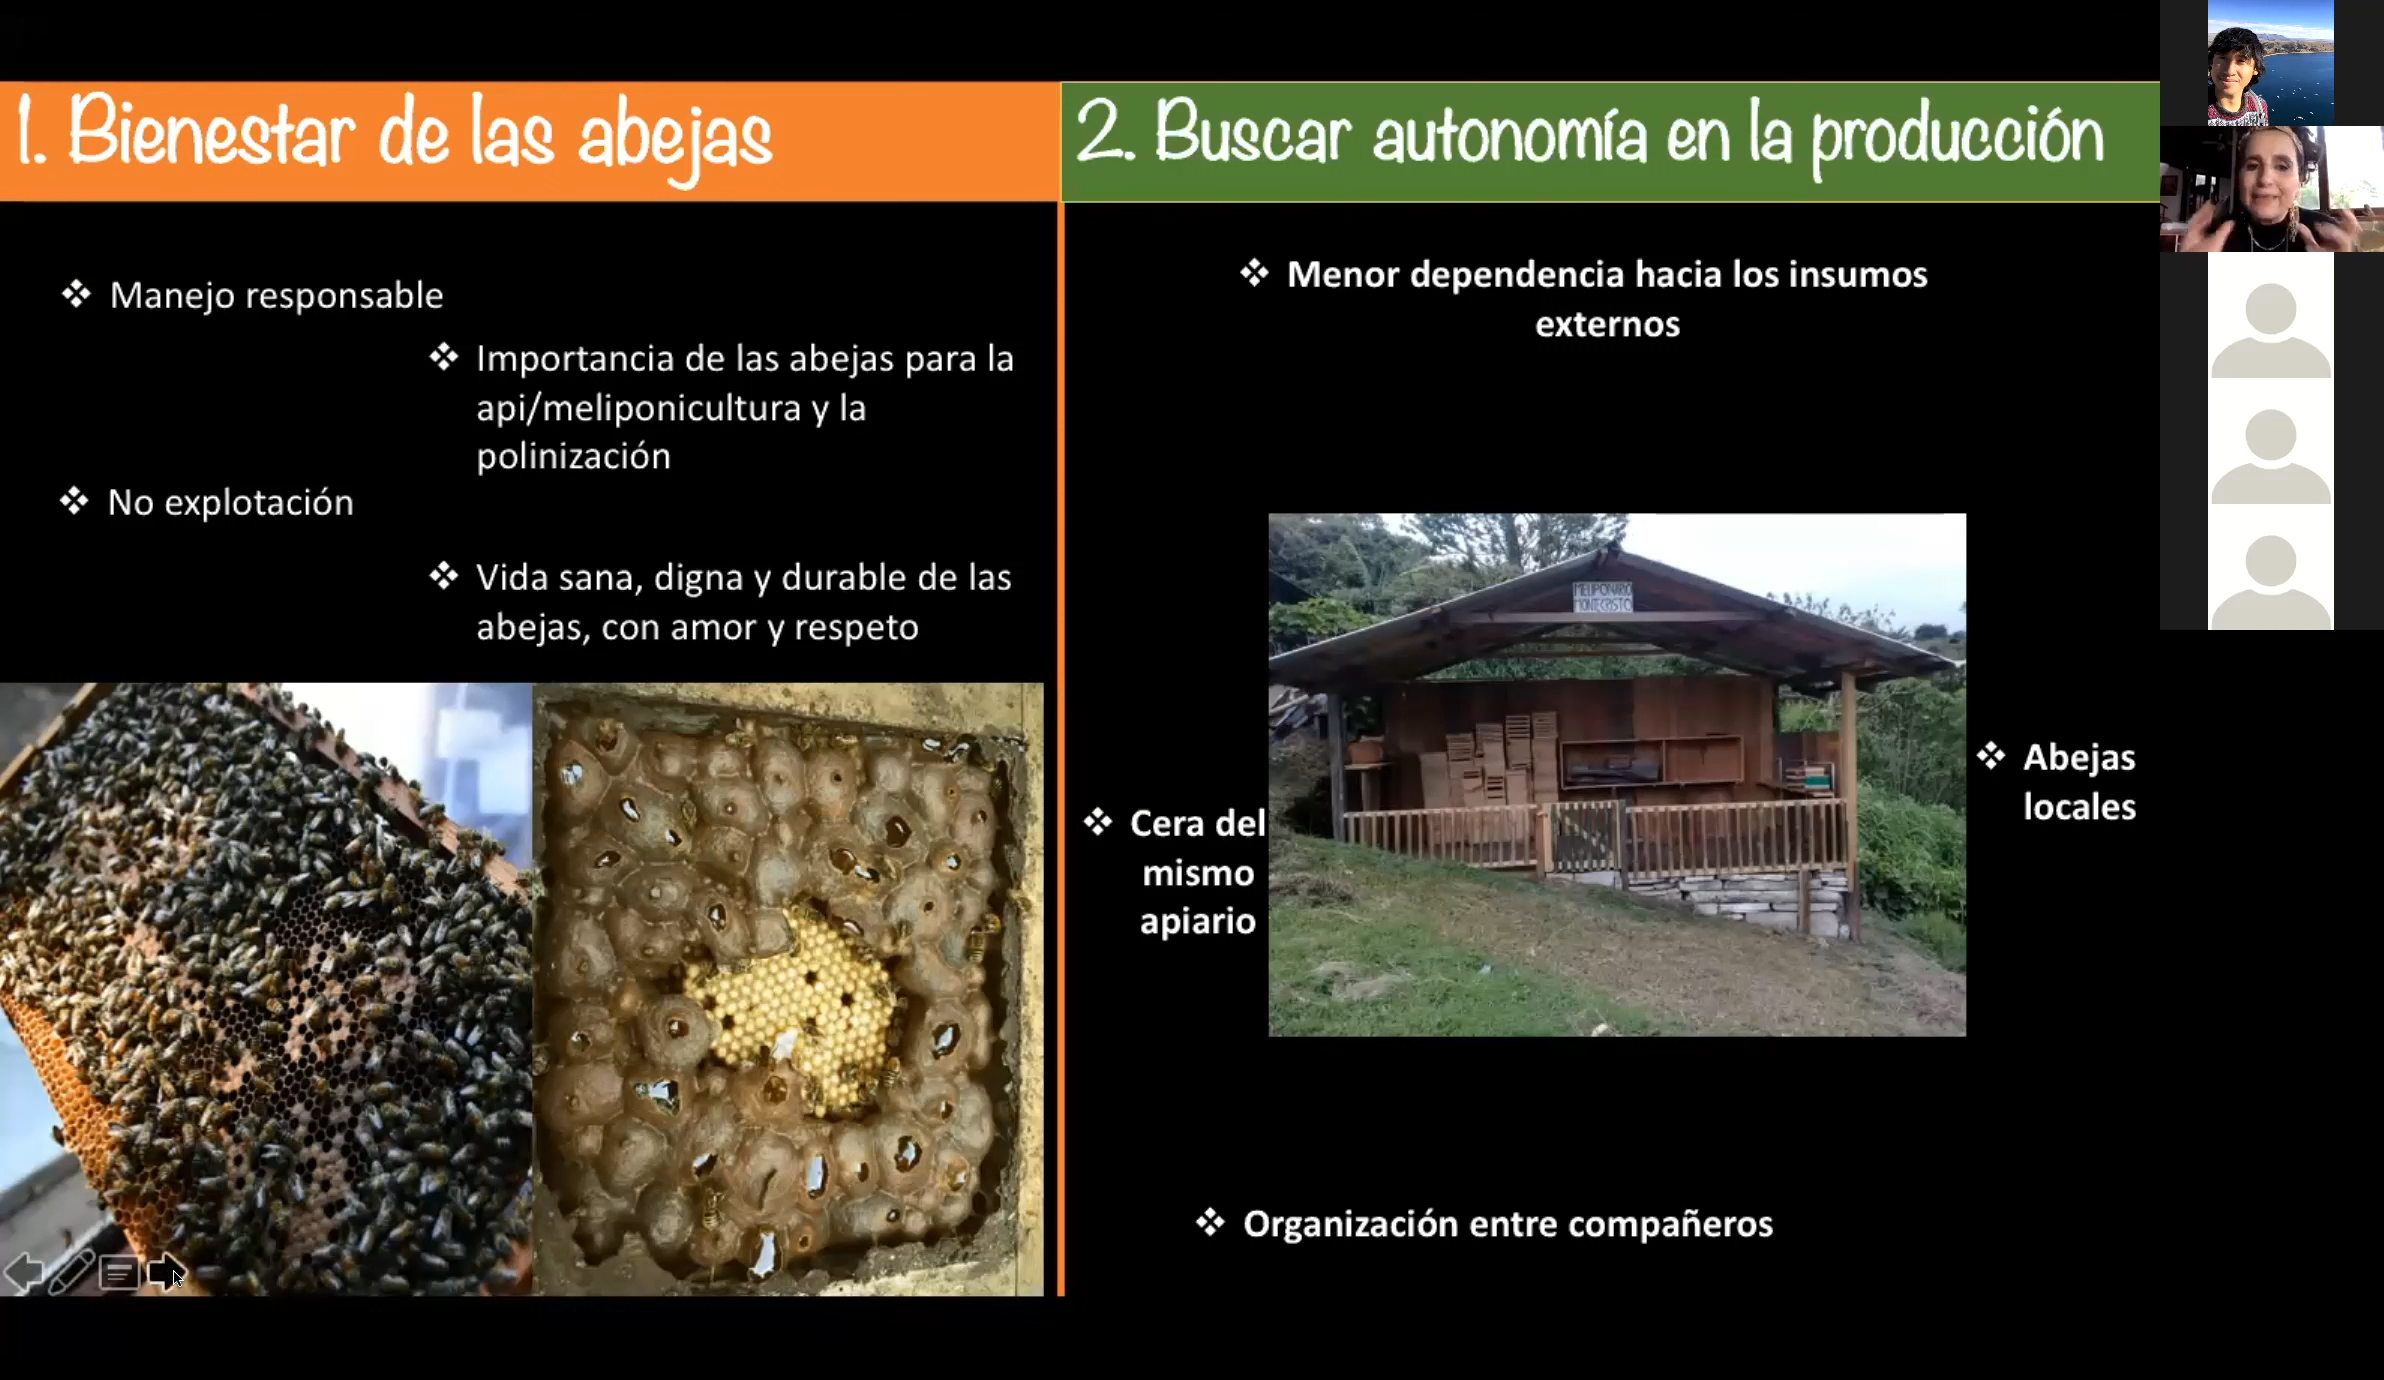 1. Bienestar de las abejas
❖ Manejo responsable
❖ Importancia de las abejas para la
api/meliponicultura y la
polinización
❖ No explotación
❖ Vida sana, digna y durable de las
abejas, con amor y respeto
2. Buscar autonomía en la producción
❖ Menor dependencia hacia los insumos
externos
MELIPONARIO
MONTECRISTO
❖ Cera del
mismo
apiario
❖ Abejas
locales
❖ Organización entre compañeros